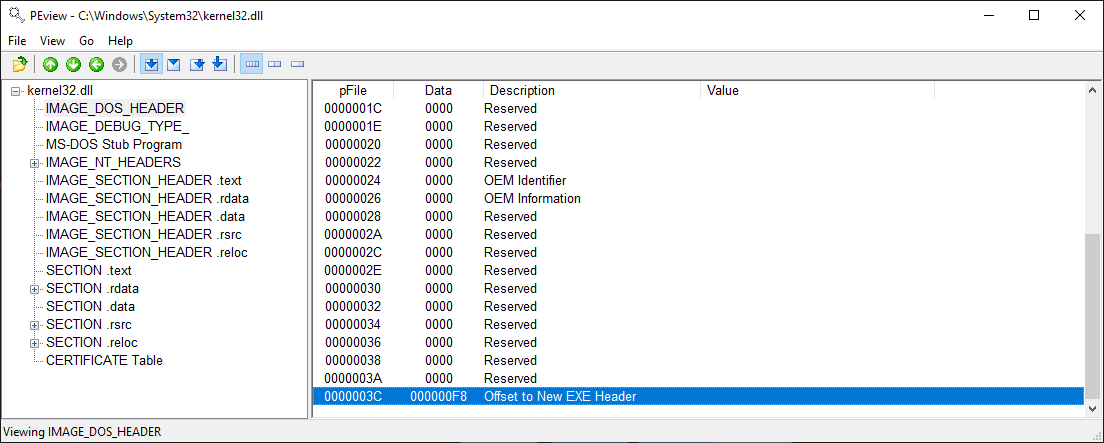 PEview - C:\Windows\System32\kernel32.dll
File View Go Help
kernel32.dll
IMAGE_DOS_HEADER
IMAGE_DEBUG_TYPE_
MS-DOS Stub Program
IMAGE_NT_HEADERS
IMAGE_SECTION_HEADER .text
IMAGE_SECTION_HEADER .rdata
IMAGE_SECTION_HEADER .data
IMAGE_SECTION_HEADER .rsrc
IMAGE_SECTION_HEADER .reloc
SECTION .text
SECTION .rdata
SECTION .data
SECTION .rsrc
SECTION .reloc
CERTIFICATE Table
pFile Data Description Value
0000001C 0000 Reserved
0000001E 0000 Reserved
00000020 0000 Reserved
00000022 0000 Reserved
00000024 0000 OEM Identifier
00000026 0000 OEM Information
00000028 0000 Reserved
0000002A 0000 Reserved
0000002C 0000 Reserved
0000002E 0000 Reserved
00000030 0000 Reserved
00000032 0000 Reserved
00000034 0000 Reserved
00000036 0000 Reserved
00000038 0000 Reserved
0000003A 0000 Reserved
0000003C 000000F8 Offset to New EXE Header
Viewing IMAGE_DOS_HEADER